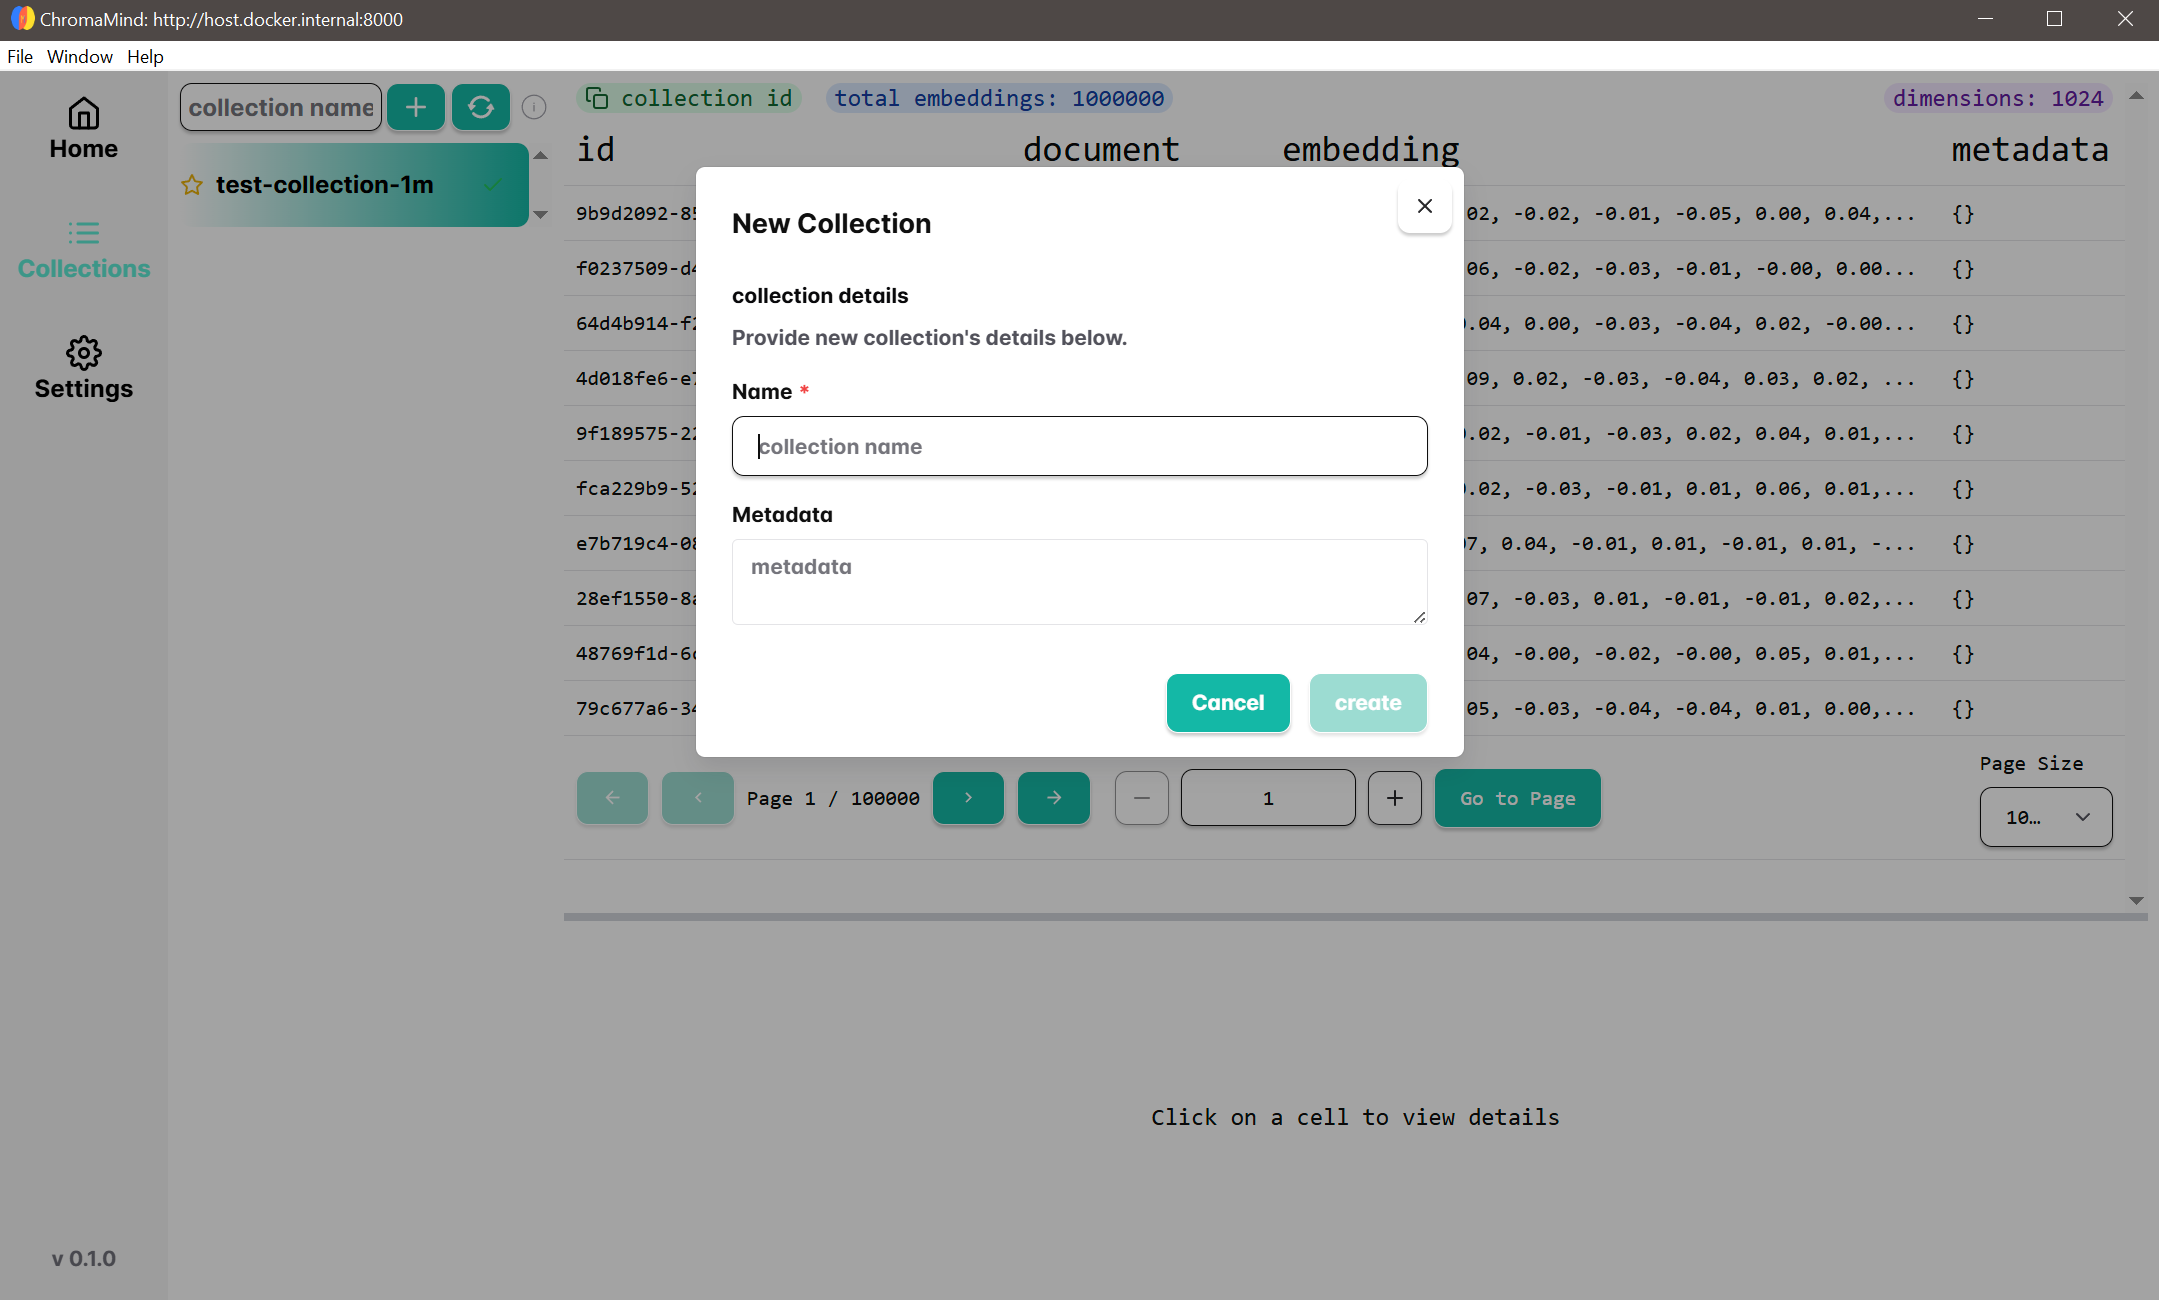 ChromaMind: http://host.docker.internal:8000
File Window Help
Home
Collections
Settings
v 0.1.0
collection name
test-collection-1m
collection id
total embeddings: 1000000
dimensions: 1024
id document embedding metadata
9b9d2092-85 02, -0.02, -0.01, -0.05, 0.00, 0.04,... {}
f0237509-d4 06, -0.02, -0.03, -0.01, -0.00, 0.00... {}
64d4b914-f2 .04, 0.00, -0.03, -0.04, 0.02, -0.00... {}
4d018fe6-e7 09, 0.02, -0.03, -0.04, 0.03, 0.02, ... {}
9f189575-22 .02, -0.01, -0.03, 0.02, 0.04, 0.01,... {}
fca229b9-52 .02, -0.03, -0.01, 0.01, 0.06, 0.01,... {}
e7b719c4-08 07, 0.04, -0.01, 0.01, -0.01, 0.01, -... {}
28ef1550-8a 07, -0.03, 0.01, -0.01, -0.01, 0.02,... {}
48769f1d-6c 04, -0.00, -0.02, -0.00, 0.05, 0.01,... {}
79c677a6-34 05, -0.03, -0.04, -0.04, 0.01, 0.00,... {}
New Collection
collection details
Provide new collection's details below.
Name *
collection name
Metadata
metadata
Cancel
create
Page 1 / 100000
1
Go to Page
Page Size
10...
Click on a cell to view details